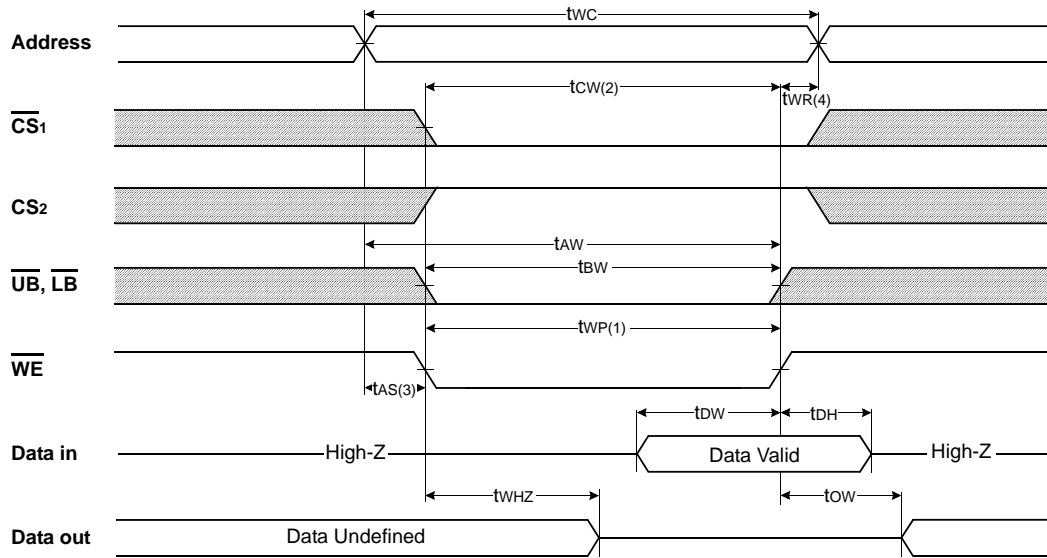 tWC
Address
tCW(2)
tWR(4)
CS1
CS2
tAW
tBW
UB, LB
tWP(1)
WE
tAS(3)
tDW
tDH
Data in
High-Z
Data Valid
High-Z
tWHZ
tOW
Data out
Data Undefined